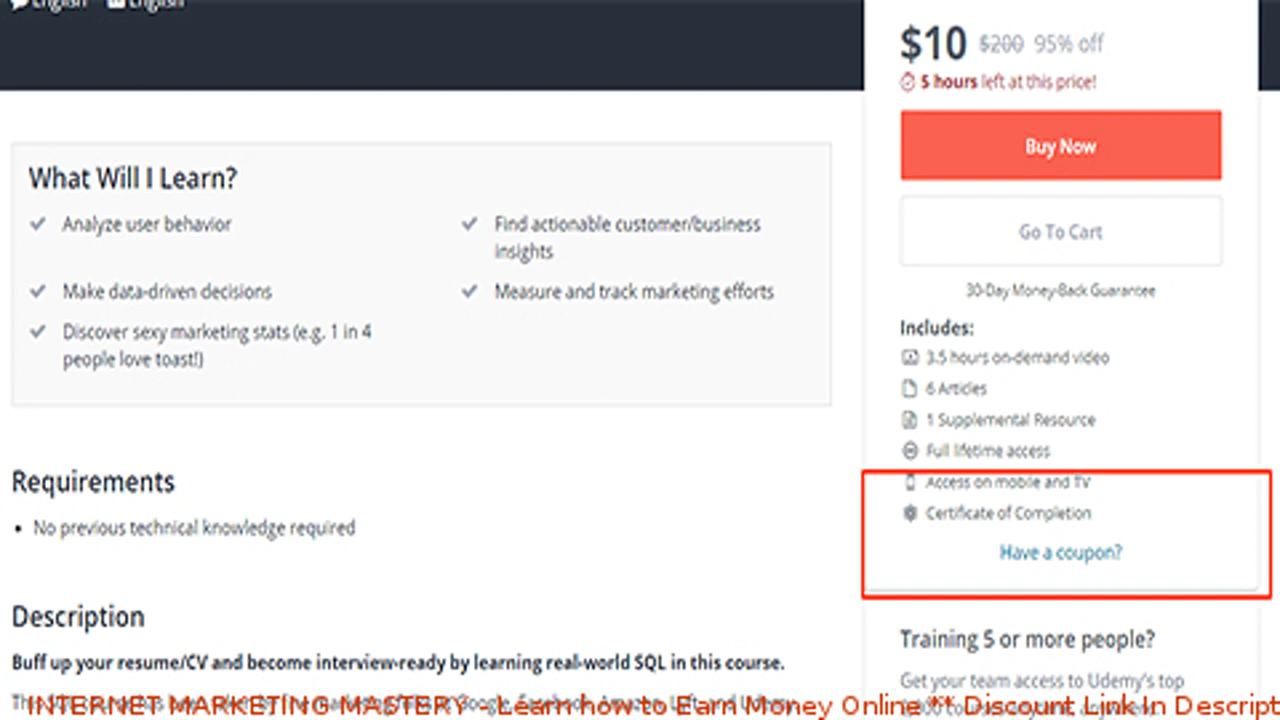 English English
What Will I Learn?
Analyze user behavior
Find actionable customer/business
insights
Make data-driven decisions
Measure and track marketing efforts
Discover sexy marketing stats (e.g. 1 in 4
people love toast!)
Requirements
• No previous technical knowledge required
Description
Buff up your resume/CV and become interview-ready by learning real-world SQL in this course.
$10 $200 95% off
5 hours left at this price!
Buy Now
Go To Cart
30-Day Money-Back Guarantee
Includes:
3.5 hours on-demand video
6 Articles
1 Supplemental Resource
Full lifetime access
Access on mobile and TV
Certificate of Completion
Have a coupon?
Training 5 or more people?
Get your team access to Udemy's top
INTERNET MARKETING MASTERY - Learn how to Earn Money Online ** Discount Link In Descript